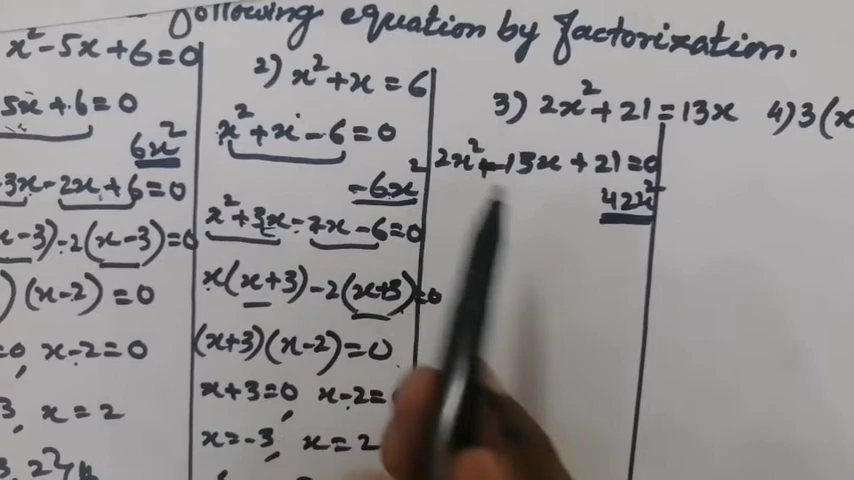 following equation by factorization.
x²-5x+6=0
5x+6=0
6x²
3x-2x+6=0
x-3)-2(x-3)=0
)(x-2)=0
=0, x-2=0
3, x=2
2) x²+x=6
x²+x-6=0
-6x²
x²+3x-2x-6=0
x(x+3)-2(x+3)=0
(x+3)(x-2)=0
x+3=0, x-2=
x=-3, x=2
3) 2x²+21=13x
2x²-13x+21=0
42x²
4) 3(x